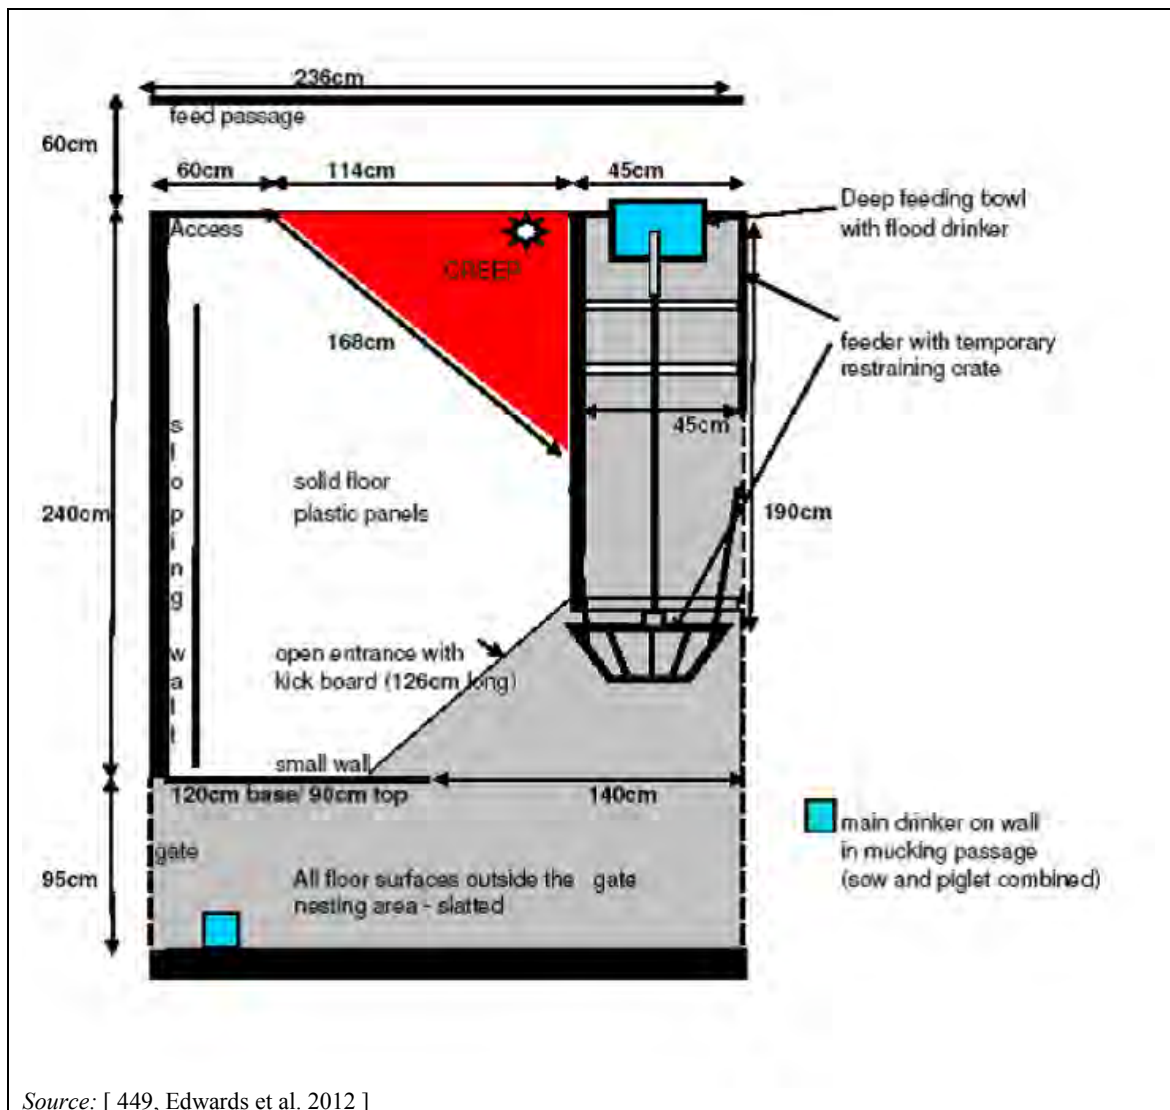 236cm
feed passage
60cm
60cm
114cm
45cm
Deep feeding bowl
with flood drinker
Access
CREEP
168cm
feeder with temporary
restraining crate
45cm
sloping wall
solid floor
plastic panels
240cm
190cm
open entrance with
kick board (126cm long)
small wall
120cm base/ 90cm top
140cm
main drinker on wall
in mucking passage
(sow and piglet combined)
gate
95cm
All floor surfaces outside the gate
nesting area - slatted
Source: [ 449, Edwards et al. 2012 ]